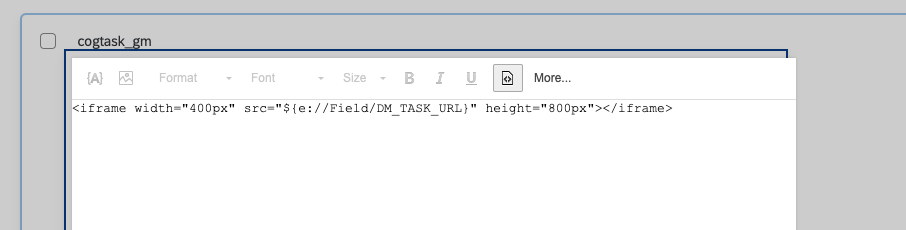 cogtask_gm
{A} Format Font Size B I U More...
<iframe width="400px" src="${e://Field/DM_TASK_URL}" height="800px"></iframe>